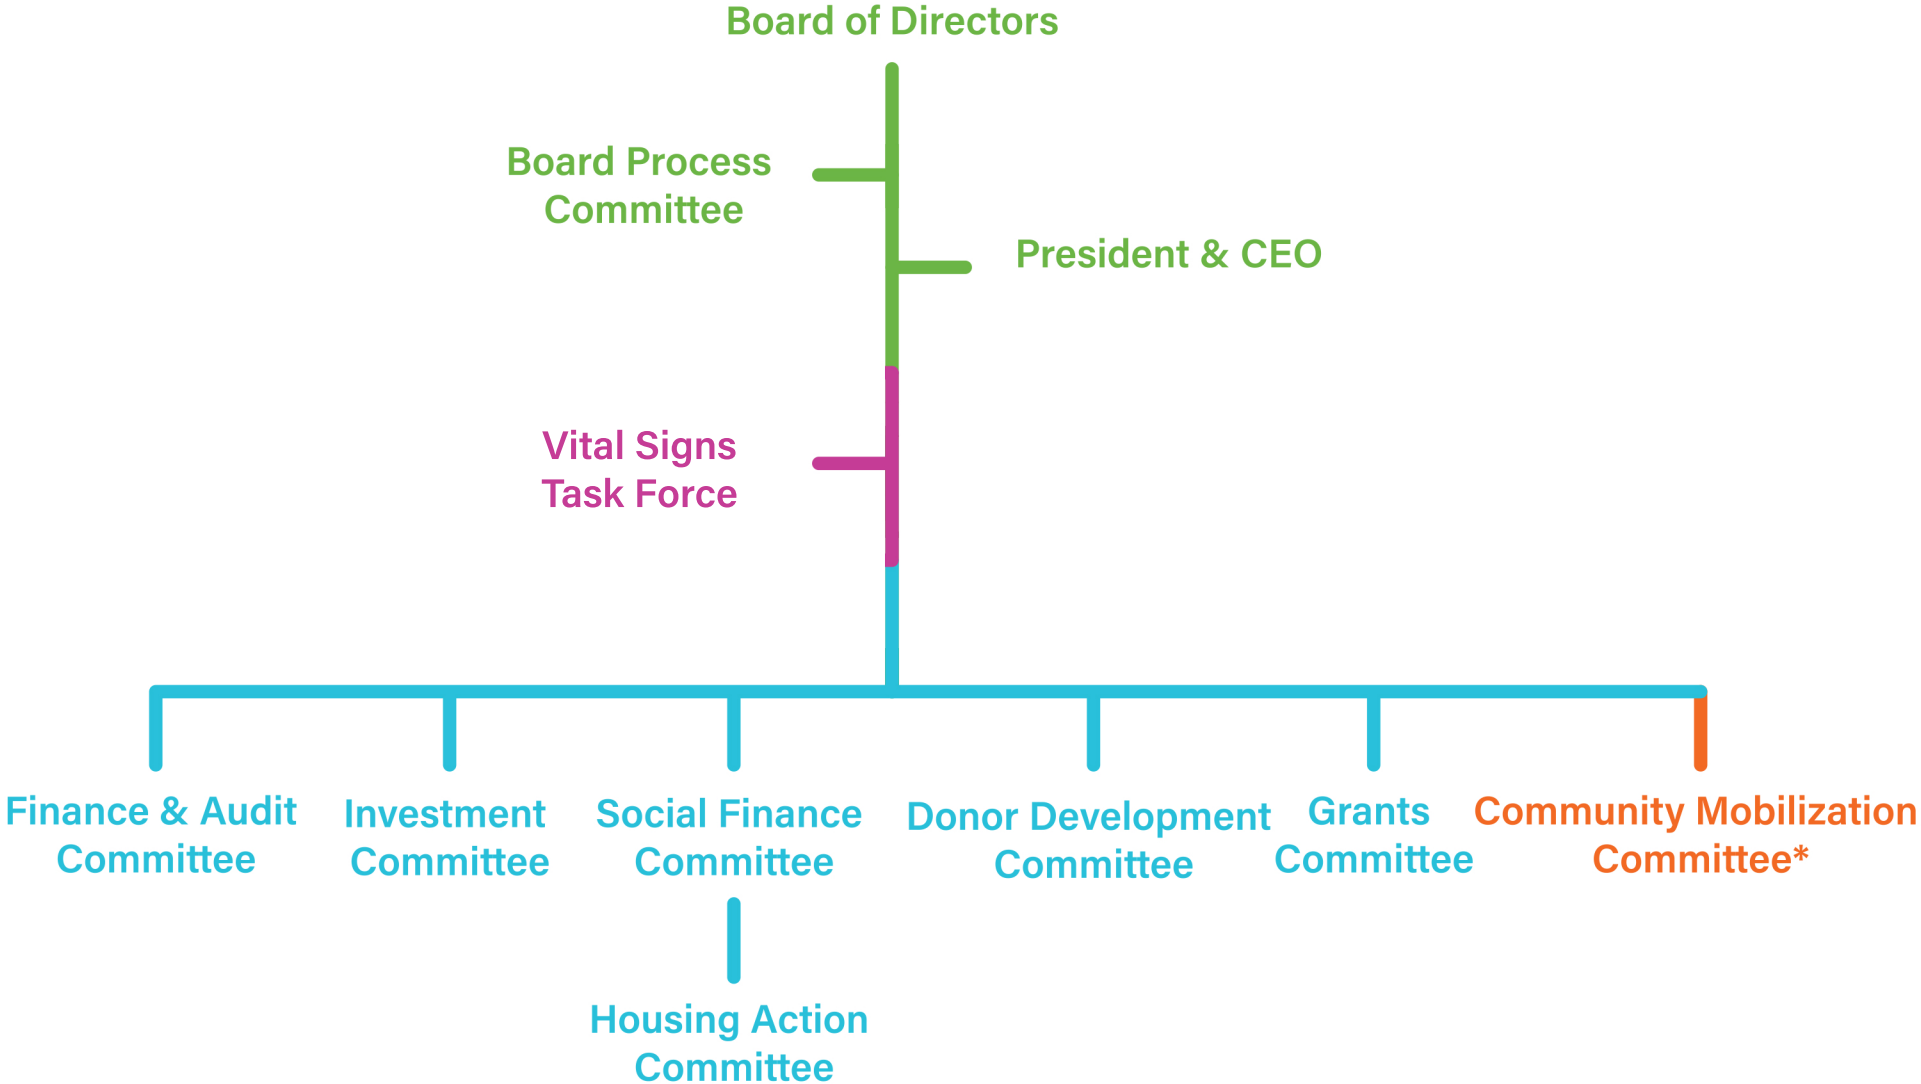 Board of Directors
Board Process
Committee
President & CEO
Vital Signs
Task Force
Finance & Audit
Committee
Investment
Committee
Social Finance
Committee
Donor Development
Committee
Grants
Committee
Community Mobilization
Committee*
Housing Action
Committee